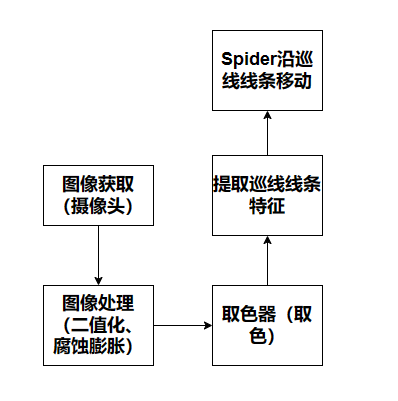 Spider沿巡
线线条移动
提取巡线线条
特征
图像获取
（摄像头）
图像处理
（二值化、
腐蚀膨胀）
取色器（取
色）